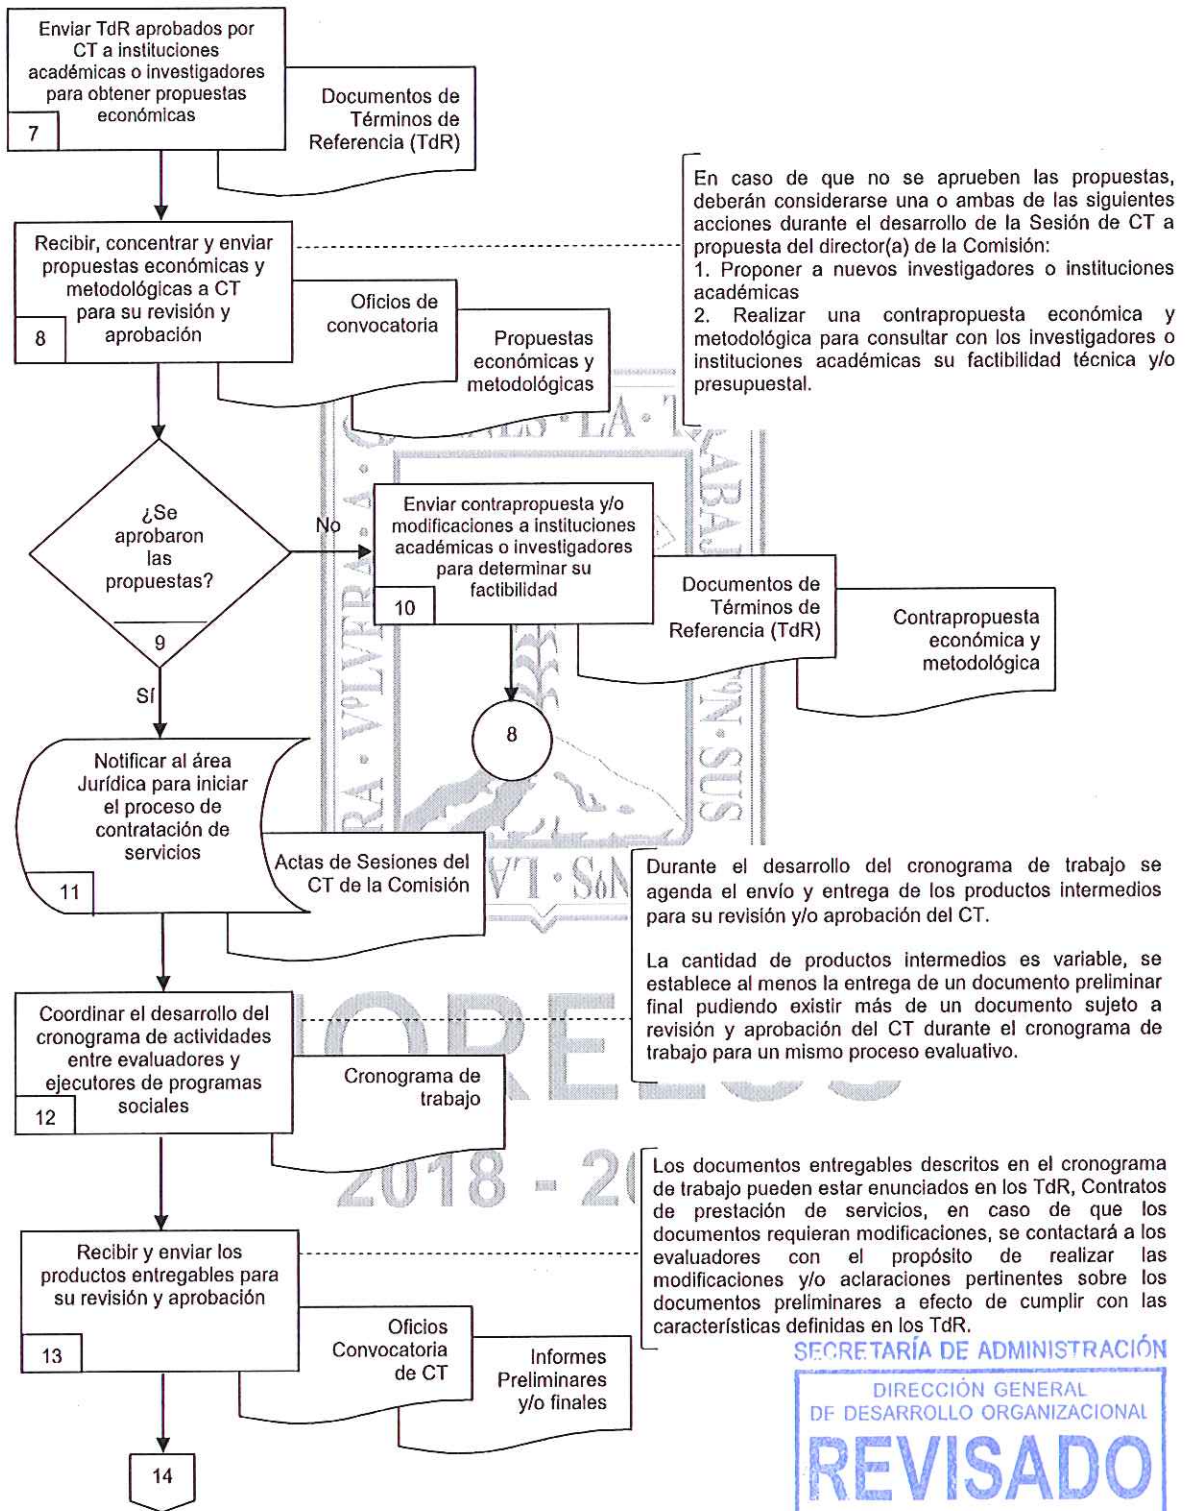 Enviar TdR aprobados por
CT a instituciones
académicas o investigadores
para obtener propuestas
económicas
7
Documentos de
Términos de
Referencia (TdR)
Recibir, concentrar y enviar
propuestas económicas y
metodológicas a CT
para su revisión y
aprobación
8
Oficios de
convocatoria
Propuestas
económicas y
metodológicas
En caso de que no se aprueben las propuestas,
deberán considerarse una o ambas de las siguientes
acciones durante el desarrollo de la Sesión de CT a
propuesta del director(a) de la Comisión:
1. Proponer a nuevos investigadores o instituciones
académicas
2. Realizar una contrapropuesta económica y
metodológica para consultar con los investigadores o
instituciones académicas su factibilidad técnica y/o
presupuestal.
¿Se
aprobaron
las
propuestas?
9
No
Sí
Enviar contrapropuesta y/o
modificaciones a instituciones
académicas o investigadores
para determinar su
factibilidad
10
Documentos de
Términos de
Referencia (TdR)
Contrapropuesta
económica y
metodológica
8
Notificar al área
Jurídica para iniciar
el proceso de
contratación de
servicios
11
Actas de Sesiones del
CT de la Comisión
Durante el desarrollo del cronograma de trabajo se
agenda el envío y entrega de los productos intermedios
para su revisión y/o aprobación del CT.
La cantidad de productos intermedios es variable, se
establece al menos la entrega de un documento preliminar
final pudiendo existir más de un documento sujeto a
revisión y aprobación del CT durante el cronograma de
trabajo para un mismo proceso evaluativo.
Coordinar el desarrollo del
cronograma de actividades
entre evaluadores y
ejecutores de programas
sociales
12
Cronograma de
trabajo
2018 - 2
Recibir y enviar los
productos entregables para
su revisión y aprobación
13
Oficios
Convocatoria
de CT
Informes
Preliminares
y/o finales
Los documentos entregables descritos en el cronograma
de trabajo pueden estar enunciados en los TdR, Contratos
de prestación de servicios, en caso de que los
documentos requieran modificaciones, se contactará a los
evaluadores con el propósito de realizar las
modificaciones y/o aclaraciones pertinentes sobre los
documentos preliminares a efecto de cumplir con las
características definidas en los TdR.
14
SECRETARÍA DE ADMINISTRACIÓN
DIRECCIÓN GENERAL
DE DESARROLLO ORGANIZACIONAL
REVISADO